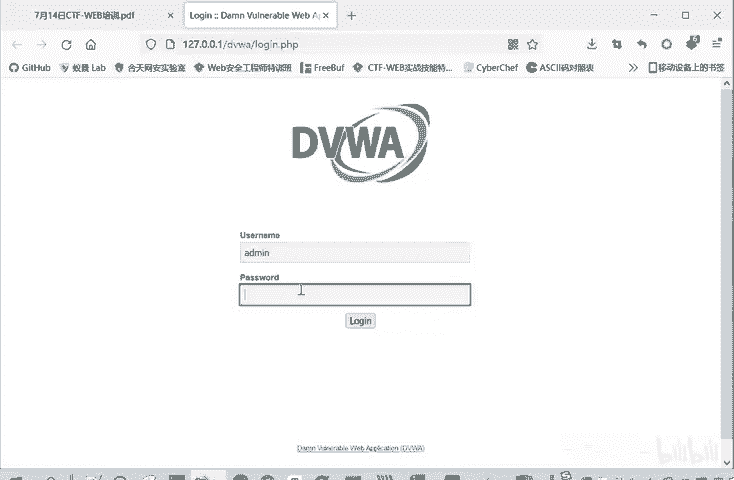 7月14日CTF-WEB培训.pdf
Login :: Damn Vulnerable Web Ap
127.0.0.1/dvwa/login.php
6
GitHub
蚁景 Lab
合天网安实验室
Web安全工程师特训班
FreeBuf
CTF-WEB实战技能特...
CyberChef
ASCII码对照表
移动设备上的书签
DVWA
Username
admin
Password
Login
Damn Vulnerable Web Application (DVWA)
bilibili